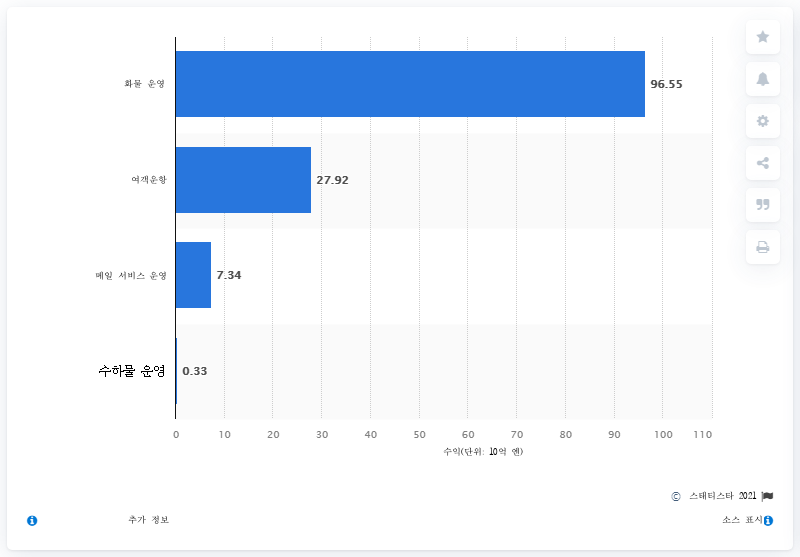 화물 운영
96.55
여객운항
27.92
메일 서비스 운영
7.34
수하물 운영
0.33
0 10 20 30 40 50 60 70 80 90 100 110
수익(단위: 10억 엔)
© 스태티스타 2021
추가 정보
소스 표시